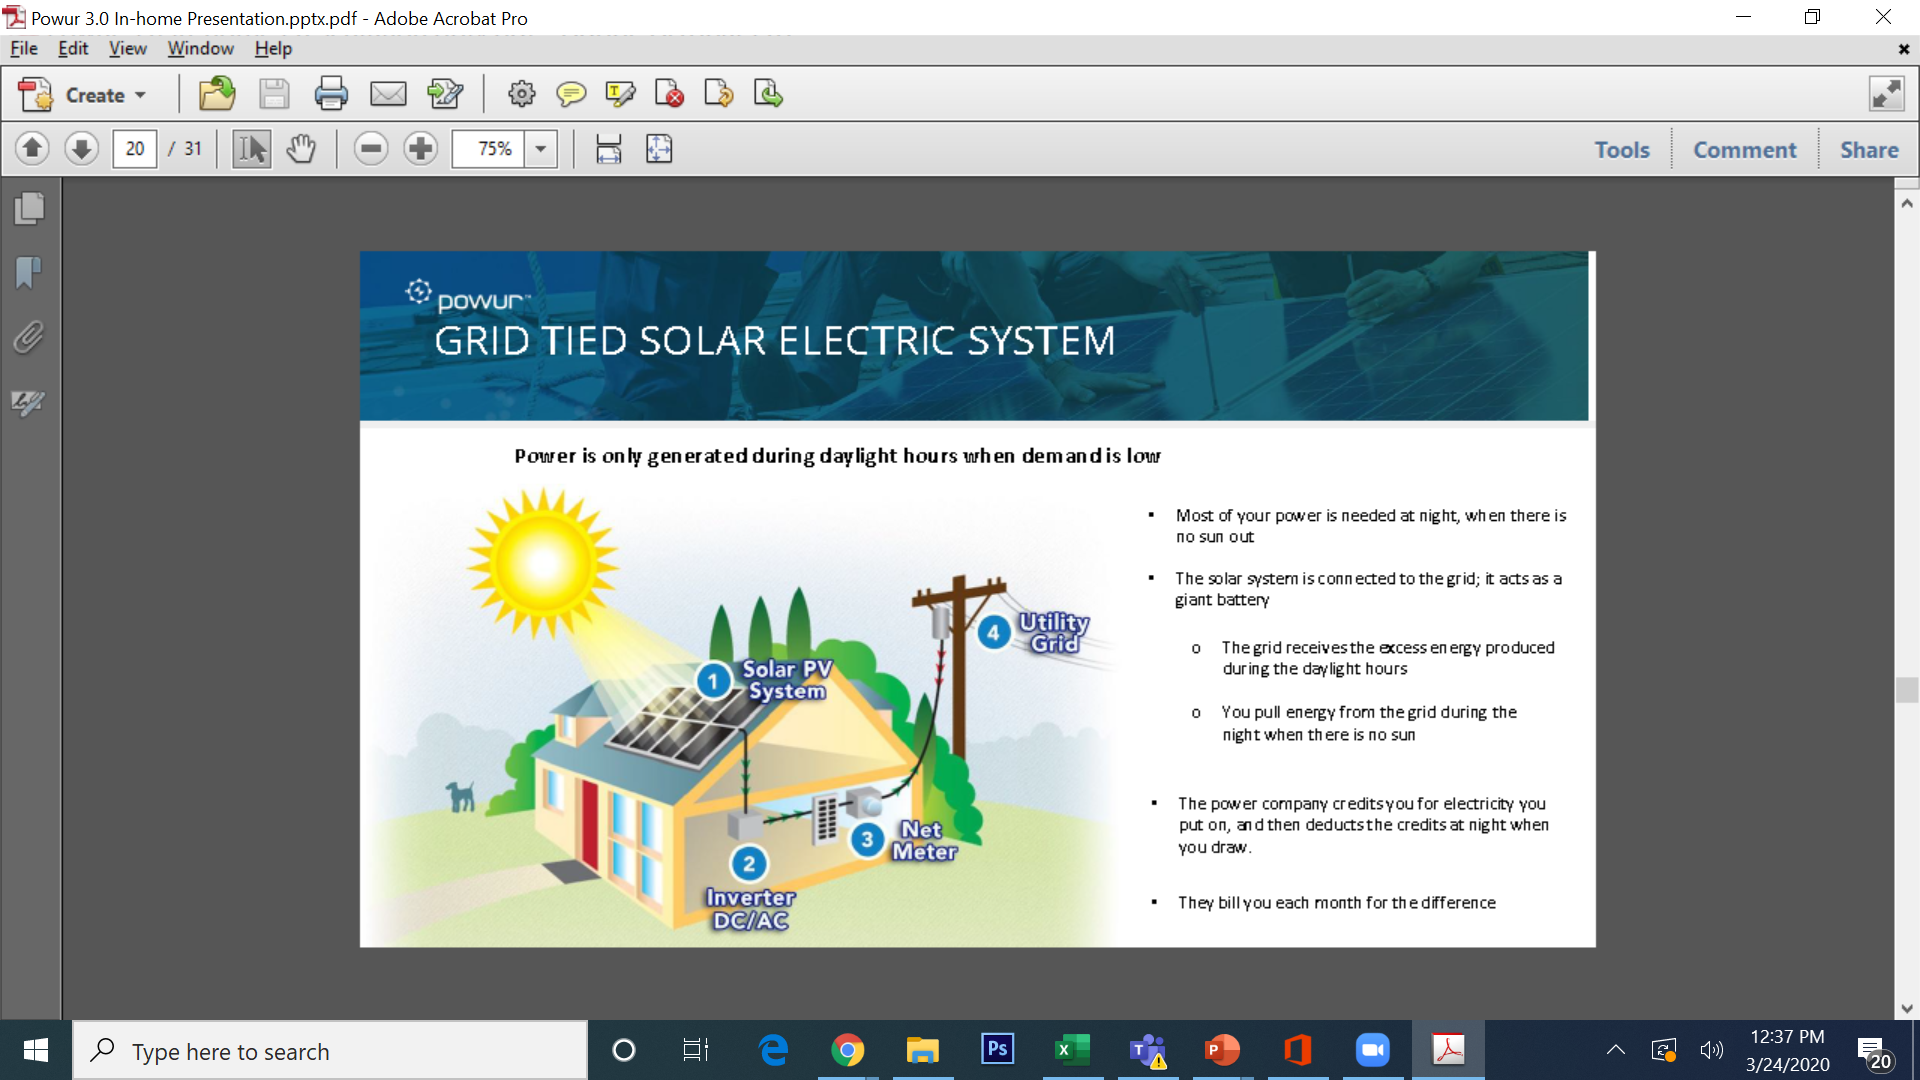 Powur 3.0 In-home Presentation.pptx.pdf - Adobe Acrobat Pro
File Edit View Window Help
Create
20 / 31 75% Tools Comment Share
powur™
GRID TIED SOLAR ELECTRIC SYSTEM
Power is only generated during daylight hours when demand is low
1 Solar PV
System
2
Inverter
DC/AC
3 Net
Meter
4 Utility
Grid
▪ Most of your power is needed at night, when there is
no sun out
▪ The solar system is connected to the grid; it acts as a
giant battery
o The grid receives the excess energy produced
during the daylight hours
o You pull energy from the grid during the
night when there is no sun
▪ The power company credits you for electricity you
put on, and then deducts the credits at night when
you draw.
▪ They bill you each month for the difference
Type here to search
Ps
12:37 PM
3/24/2020
20